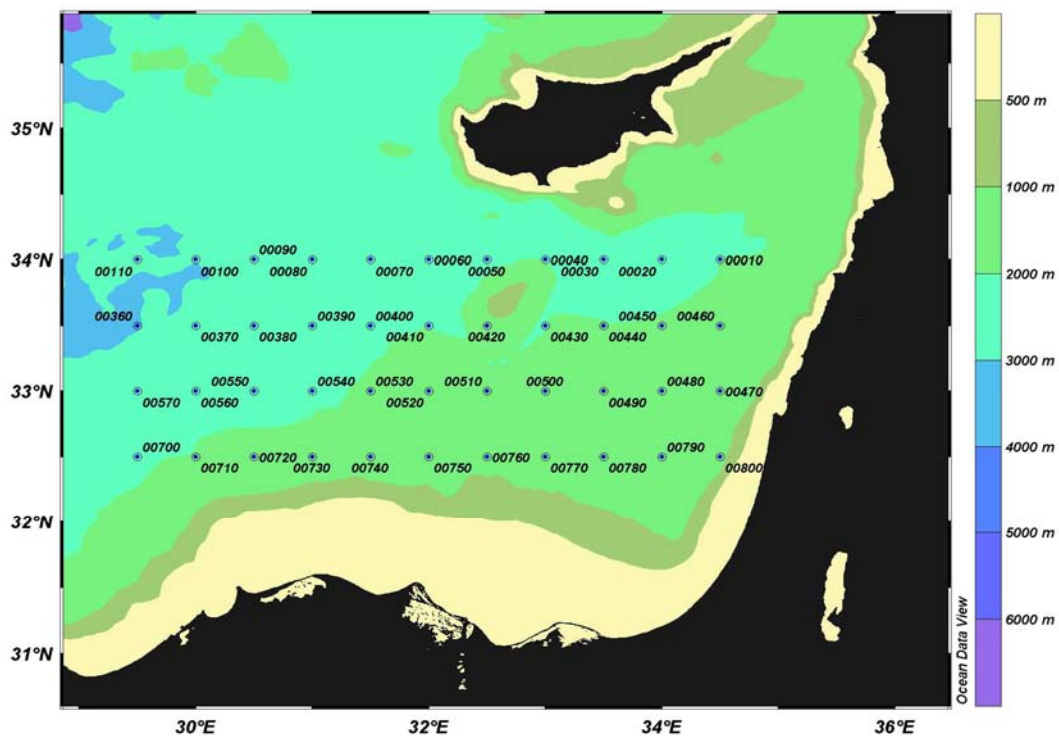 500 m
35°N
1000 m
00090
34°N 00110 00100 00080 00070 00060 00050 00040 00030 00020 00010
2000 m
00360 00390 00400 00450 00460
00370 00380 00410 00420 00430 00440
3000 m
00550 00540 00530 00510 00500 00480
33°N 00570 00560 00520 00490 00470
00700 00790
4000 m
00710 00720 00730 00740 00750 00760 00770 00780 00800
32°N
5000 m
6000 m
31°N
Ocean Data View
30°E 32°E 34°E 36°E